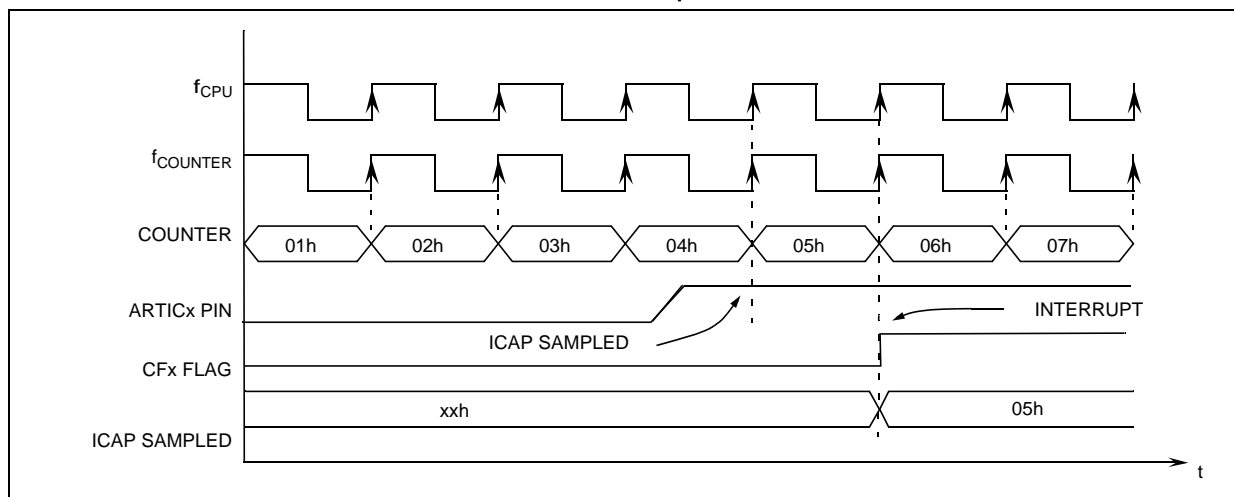 fCPU
fCOUNTER
COUNTER
01h 02h 03h 04h 05h 06h 07h
ARTICx PIN
INTERRUPT
ICAP SAMPLED
CFx FLAG
xxh 05h
ICAP SAMPLED
t